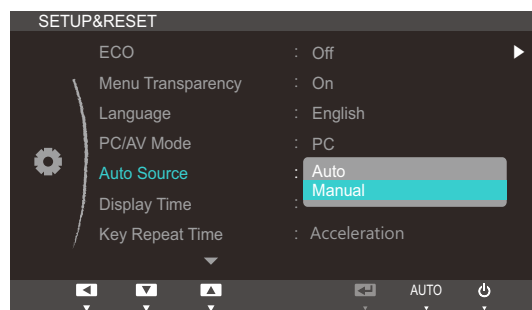 SETUP&RESET
ECO : Off
Menu Transparency : On
Language : English
PC/AV Mode : PC
Auto Source : Auto
Manual
Display Time :
Key Repeat Time : Acceleration
AUTO